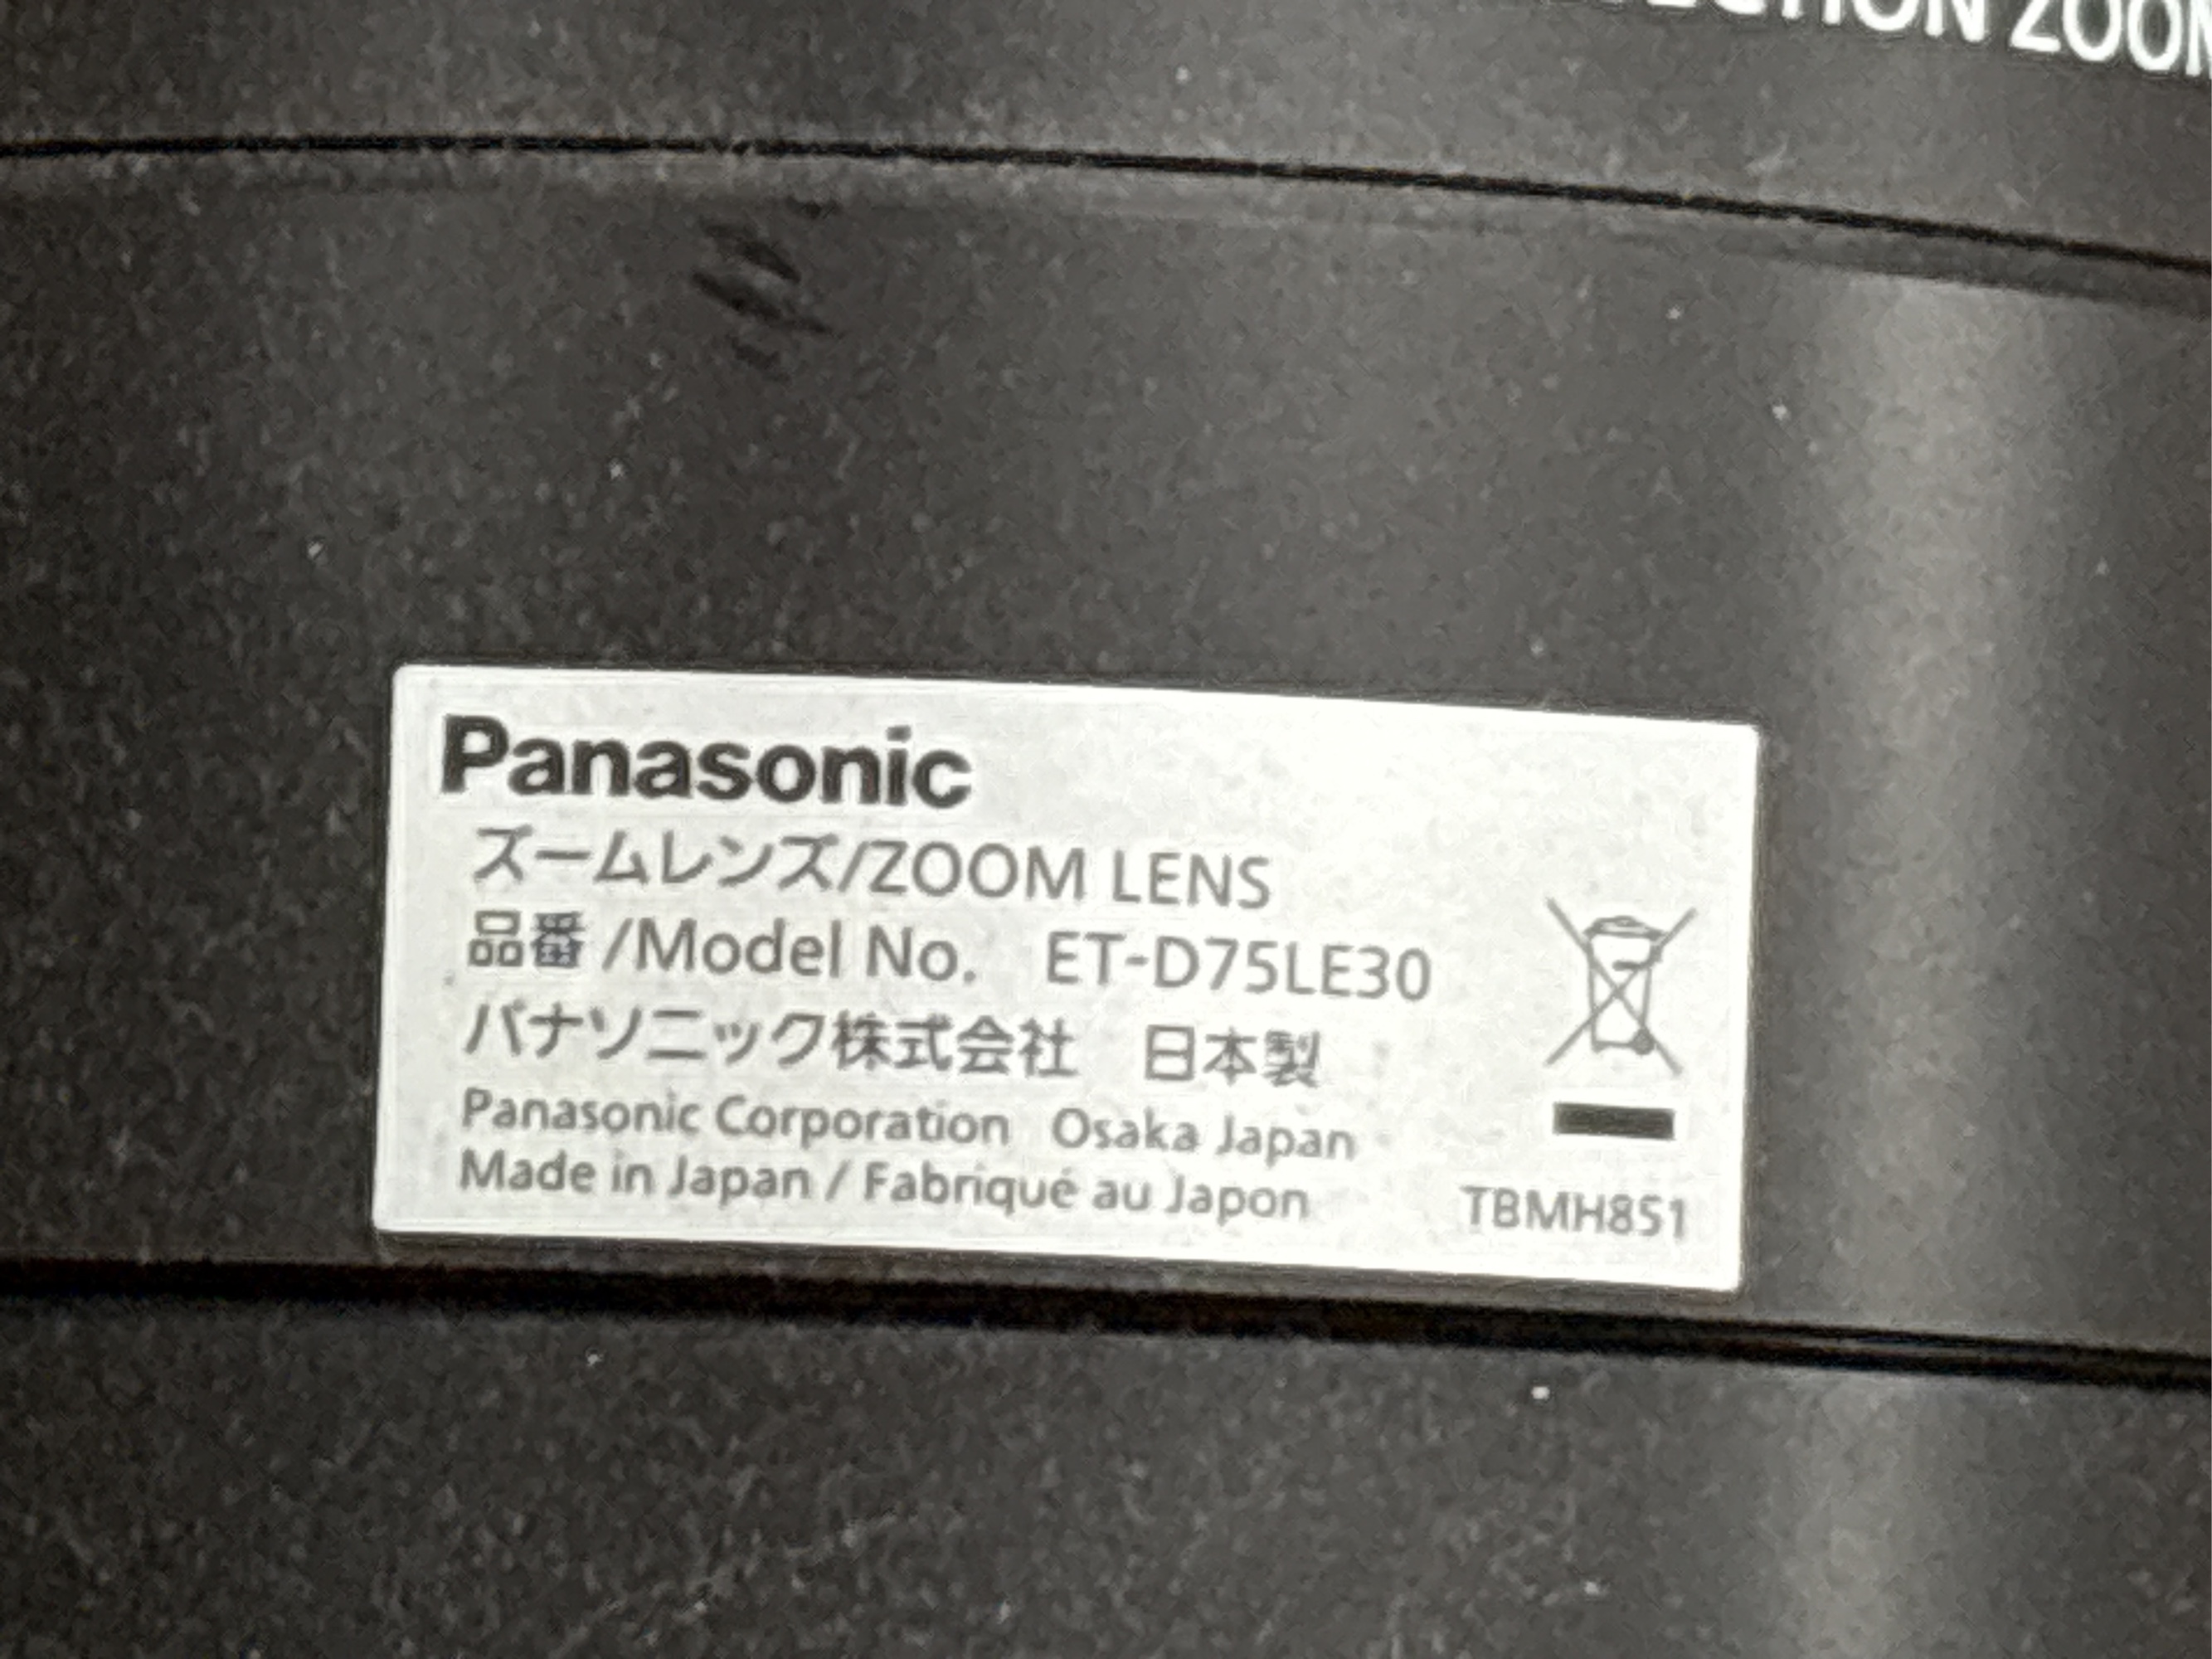 ZOOM
Panasonic
ズームレンズ/ZOOM LENS
品番 /Model No. ET-D75LE30
パナソニック株式会社 日本製
Panasonic Corporation Osaka Japan
Made in Japan / Fabriqué au Japon
TBMH851